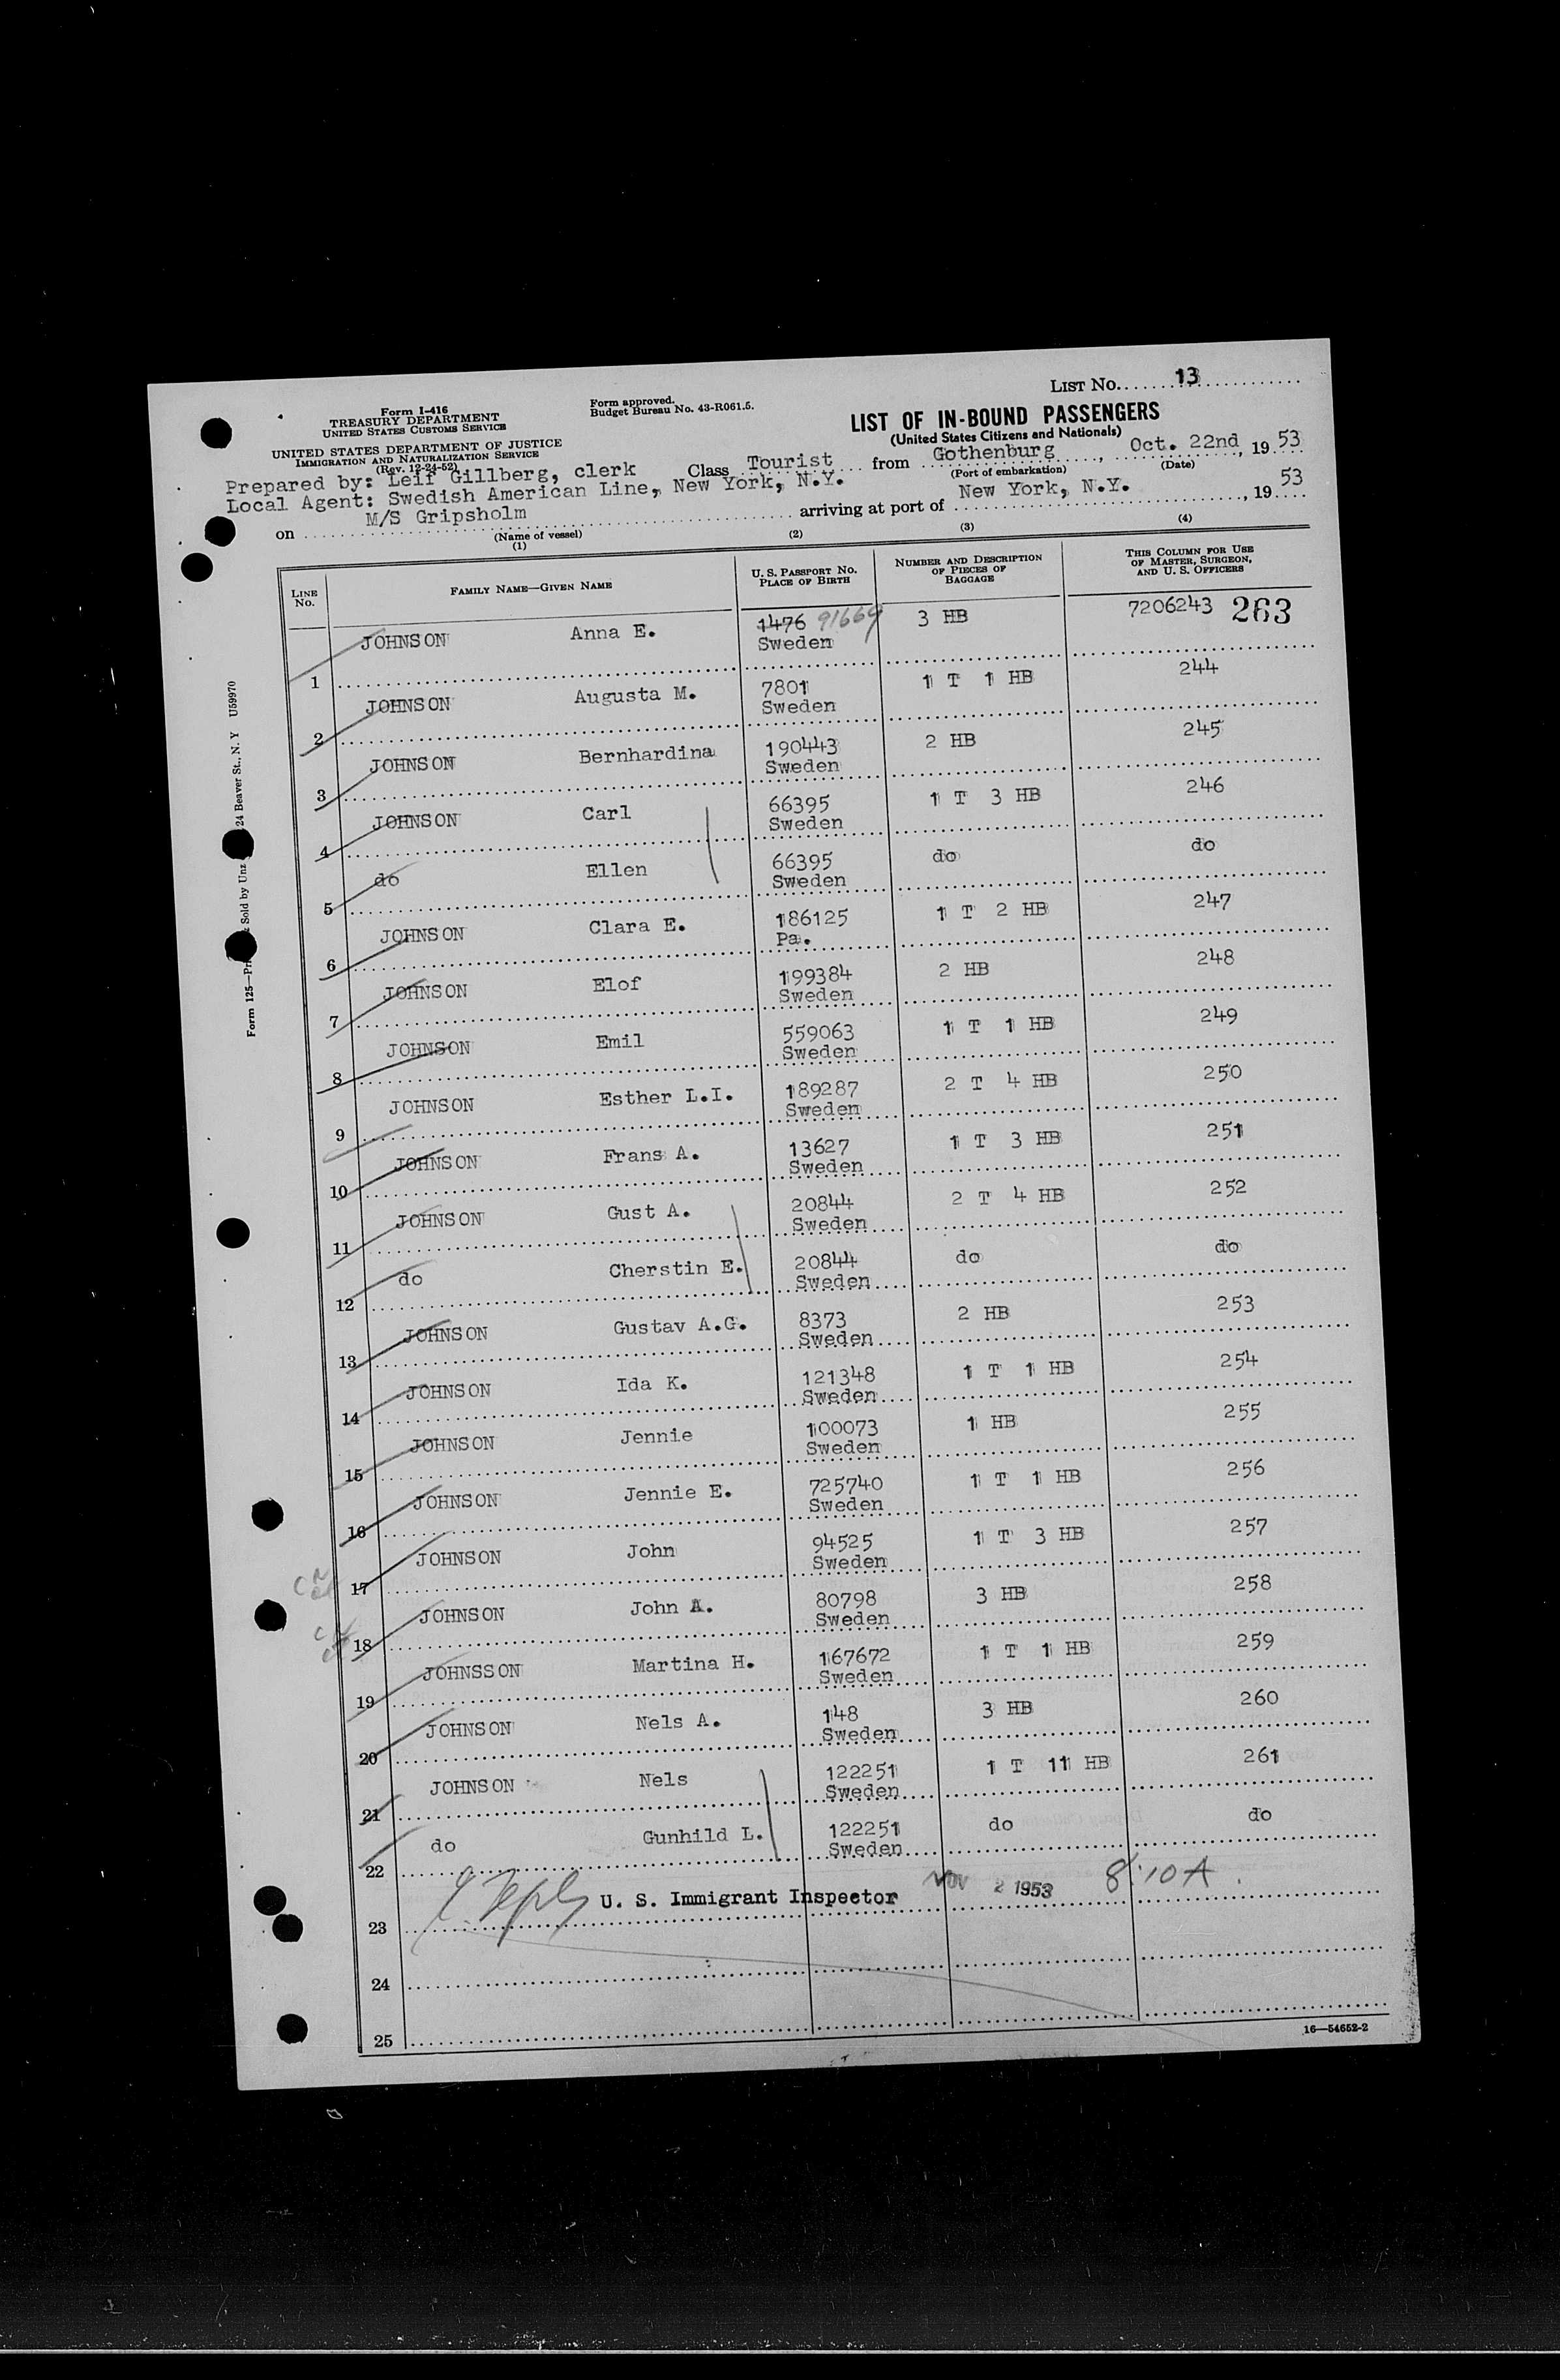 LIST No. 13
Form I-416
TREASURY DEPARTMENT
UNITED STATES CUSTOMS SERVICE
Form approved.
Budget Bureau No. 43-R061.5.
LIST OF IN-BOUND PASSENGERS
(United States Citizens and Nationals)
UNITED STATES DEPARTMENT OF JUSTICE
IMMIGRATION AND NATURALIZATION SERVICE
(Rev. 12-24-52)
Prepared by: Leif Gillberg, clerk Class Tourist from Gothenburg, Oct. 22nd, 1953
(Port of embarkation) (Date)
Local Agent: Swedish American Line, New York, N.Y.
on M/S Gripsholm arriving at port of New York, N.Y., 1953
(Name of vessel)
(1) (2) (3) (4)
LINE No. FAMILY NAME—GIVEN NAME U. S. PASSPORT No. PLACE OF BIRTH NUMBER AND DESCRIPTION OF PIECES OF BAGGAGE THIS COLUMN FOR USE OF MASTER, SURGEON, AND U. S. OFFICERS
1 JOHNSON Anna E. 1476 91669 Sweden 3 HB 7206243 263
2 JOHNSON Augusta M. 7801 Sweden 1 T 1 HB 244
3 JOHNSON Bernhardina 190443 Sweden 2 HB 245
4 JOHNSON Carl 66395 Sweden 1 T 3 HB 246
5 do Ellen 66395 Sweden do do
6 JOHNSON Clara E. 186125 Pa. 1 T 2 HB 247
7 JOHNSON Elof 199384 Sweden 2 HB 248
8 JOHNSON Emil 559063 Sweden 1 T 1 HB 249
9 JOHNSON Esther L.I. 189287 Sweden 2 T 4 HB 250
10 JOHNSON Frans A. 13627 Sweden 1 T 3 HB 251
11 JOHNSON Gust A. 20844 Sweden 2 T 4 HB 252
12 do Cherstin E. 20844 Sweden do do
13 JOHNSON Gustav A.G. 8373 Sweden 2 HB 253
14 JOHNSON Ida K. 121348 Sweden 1 T 1 HB 254
15 JOHNSON Jennie 100073 Sweden 1 HB 255
16 JOHNSON Jennie E. 725740 Sweden 1 T 1 HB 256
17 JOHNSON John 94525 Sweden 1 T 3 HB 257
18 JOHNSON John A. 80798 Sweden 3 HB 258
19 JOHNSSON Martina H. 167672 Sweden 1 T 1 HB 259
20 JOHNSON Nels A. 148 Sweden 3 HB 260
21 JOHNSON Nels 122251 Sweden 1 T 11 HB 261
22 do Gunhild L. 122251 Sweden do do
23 U. S. Immigrant Inspector NOV 2 1953 8:10 A
24
25
16—54652-2
Form 125—Pr Sold by Unz 24 Beaver St., N. Y U59970